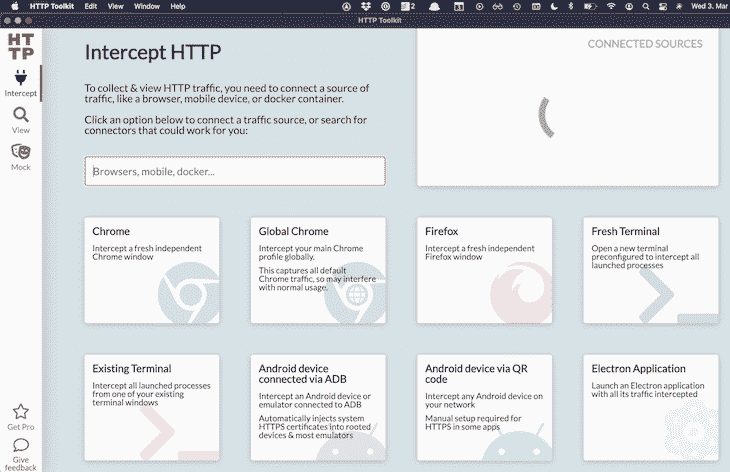 HTTP Toolkit Edit View Window Help
2
Wed 3. Mar
HTTP Toolkit
HT
TP
Intercept
View
Mock
Get Pro
Give
feedback
Intercept HTTP
To collect & view HTTP traffic, you need to connect a source of
traffic, like a browser, mobile device, or docker container.
Click an option below to connect a traffic source, or search for
connectors that could work for you:
Browsers, mobile, docker...
CONNECTED SOURCES
Chrome
Intercept a fresh independent
Chrome window
Global Chrome
Intercept your main Chrome
profile globally.
This captures all default
Chrome traffic, so may interfere
with normal usage.
Firefox
Intercept a fresh independent
Firefox window
Fresh Terminal
Open a new terminal
preconfigured to intercept all
launched processes
Existing Terminal
Intercept all launched processes
from one of your existing
terminal windows
Android device
connected via ADB
Intercept an Android device or
emulator connected to ADB
Automatically injects system
HTTPS certificates into rooted
devices & most emulators
Android device via QR
code
Intercept any Android device on
your network
Manual setup required for
HTTPS in some apps
Electron Application
Launch an Electron application
with all its traffic intercepted